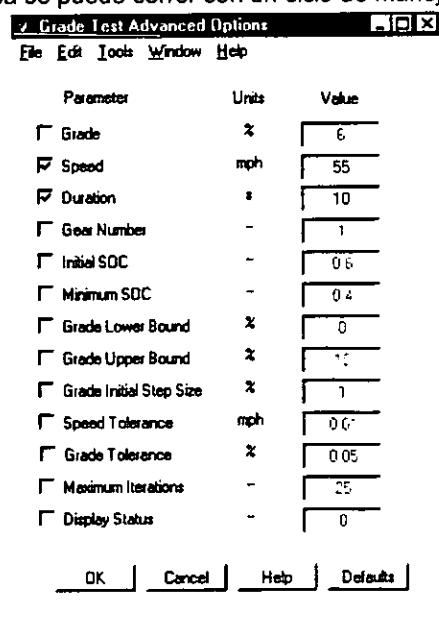 se puede correr con un ciclo de manej
Grade Test Advanced Options
File Edit Tools Window Help
Parameter Units Value
Grade % 6
Speed mph 55
Duration s 10
Gear Number - 1
Initial SOC - 0.6
Minimum SOC - 0.4
Grade Lower Bound % 0
Grade Upper Bound %
Grade Initial Step Size % 1
Speed Tolerance mph
Grade Tolerance % 0.05
Maximum Iterations - 25
Display Status - 0
OK Cancel Help Defaults